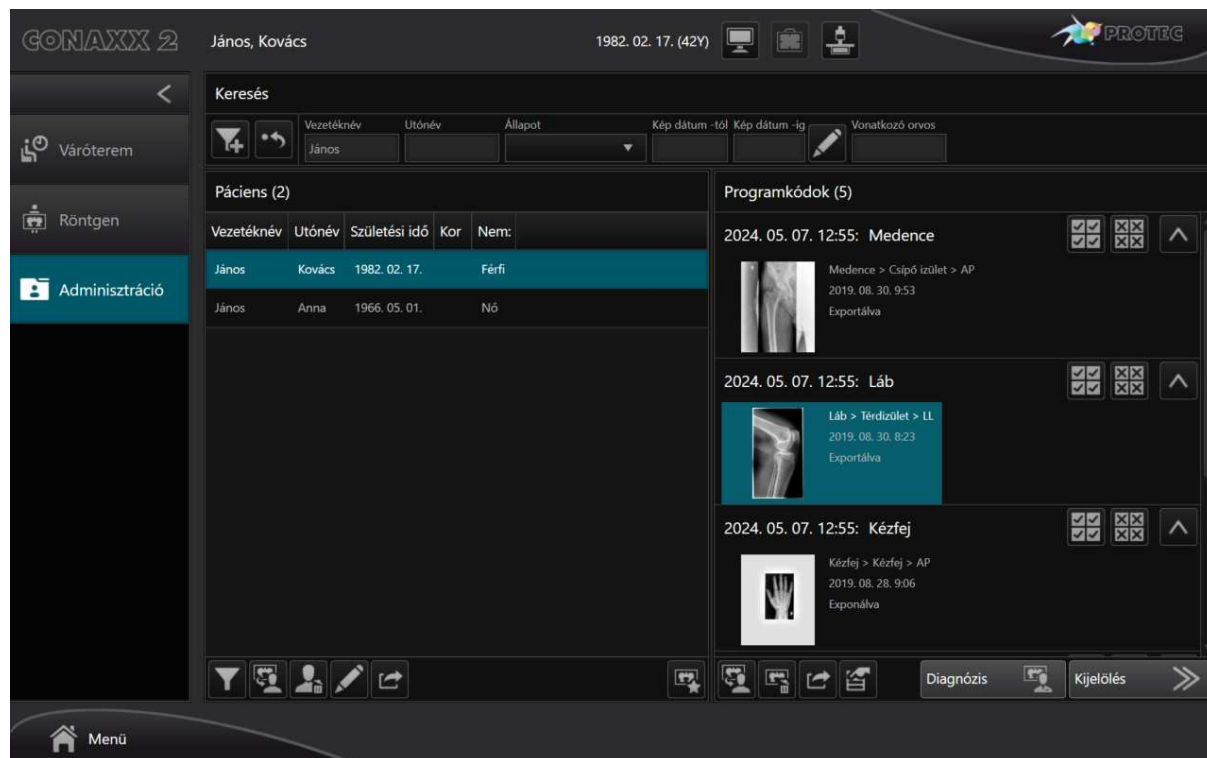 CONAXX 2
János, Kovács
1982. 02. 17. (42Y)
PROTEC
Keresés
Vezetéknév Utónév Állapot Kép dátum -tól Kép dátum -ig Vonatkozó orvos
János
Váróterem
Röntgen
Adminisztráció
Páciens (2)
Vezetéknév Utónév Születési idő Kor Nem:
János Kovács 1982. 02. 17. Férfi
János Anna 1966. 05. 01. Nő
Programkódok (5)
2024. 05. 07. 12:55: Medence
Medence > Csípő izület > AP
2019. 08. 30. 9:53
Exportálva
2024. 05. 07. 12:55: Láb
Láb > Térdizület > LL
2019. 08. 30. 8:23
Exportálva
2024. 05. 07. 12:55: Kézfej
Kézfej > Kézfej > AP
2019. 08. 28. 9:06
Exponálva
Diagnózis
Kijelölés
Menü